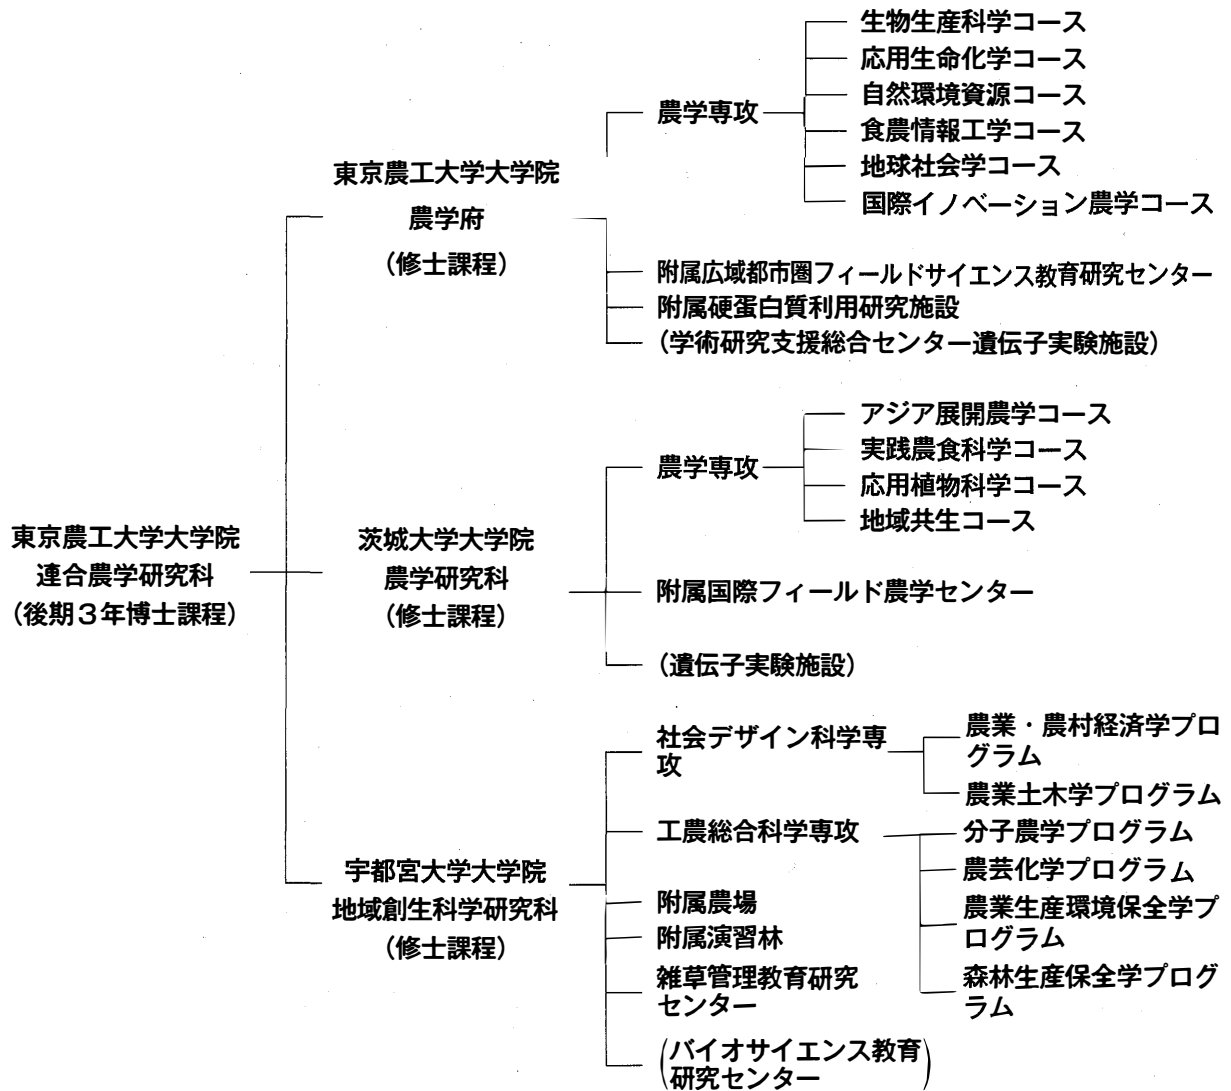 東京農工大学大学院
連合農学研究科
（後期３年博士課程）
東京農工大学大学院
農学府
（修士課程）
農学専攻
生物生産科学コース
応用生命化学コース
自然環境資源コース
食農情報工学コース
地球社会学コース
国際イノベーション農学コース
附属広域都市圏フィールドサイエンス教育研究センター
附属硬蛋白質利用研究施設
（学術研究支援総合センター遺伝子実験施設）
茨城大学大学院
農学研究科
（修士課程）
農学専攻
アジア展開農学コース
実践農食科学コース
応用植物科学コース
地域共生コース
附属国際フィールド農学センター
（遺伝子実験施設）
宇都宮大学大学院
地域創生科学研究科
（修士課程）
社会デザイン科学専
攻
農業・農村経済学プロ
グラム
農業土木学プログラム
工農総合科学専攻
分子農学プログラム
農芸化学プログラム
農業生産環境保全学プ
ログラム
森林生産保全学プログ
ラム
附属農場
附属演習林
雑草管理教育研究
センター
（バイオサイエンス教育
研究センター）